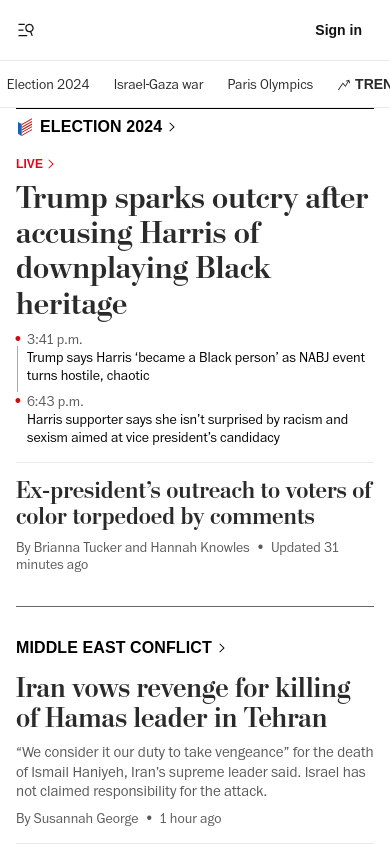 Sign in
Election 2024 Israel-Gaza war Paris Olympics TREN
ELECTION 2024
LIVE
Trump sparks outcry after
accusing Harris of
downplaying Black
heritage
3:41 p.m.
Trump says Harris ‘became a Black person’ as NABJ event
turns hostile, chaotic
6:43 p.m.
Harris supporter says she isn’t surprised by racism and
sexism aimed at vice president’s candidacy
Ex-president’s outreach to voters of
color torpedoed by comments
By Brianna Tucker and Hannah Knowles • Updated 31
minutes ago
MIDDLE EAST CONFLICT
Iran vows revenge for killing
of Hamas leader in Tehran
“We consider it our duty to take vengeance” for the death
of Ismail Haniyeh, Iran’s supreme leader said. Israel has
not claimed responsibility for the attack.
By Susannah George • 1 hour ago